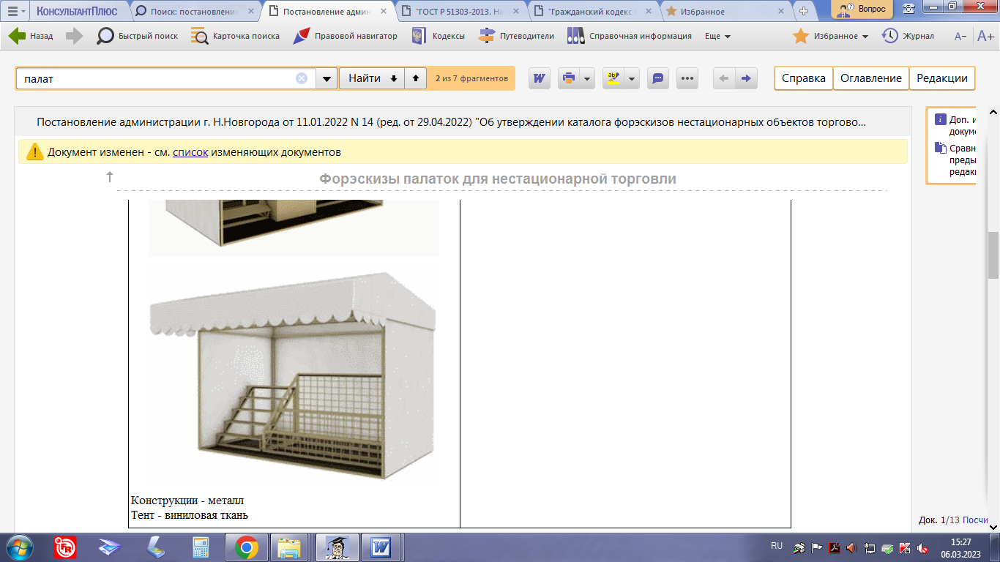 КонсультантПлюс
Поиск: постановление
Постановление админ
"ГОСТ Р 51303-2013. На
"Гражданский кодекс
Избранное
Вопрос
Назад
Быстрый поиск
Карточка поиска
Правовой навигатор
Кодексы
Путеводители
Справочная информация
Еще
Избранное
Журнал
А−
А+
палат
Найти
2 из 7 фрагментов
Справка
Оглавление
Редакции
Постановление администрации г. Н.Новгорода от 11.01.2022 N 14 (ред. от 29.04.2022) "Об утверждении каталога форэскизов нестационарных объектов торгово...
Документ изменен - см. список изменяющих документов
Доп. и
докуме
Сравн
преды
редакц
Форэскизы палаток для нестационарной торговли
Конструкции - металл
Тент - виниловая ткань
Док. 1/13 Посчи
RU
15:27
06.03.2023